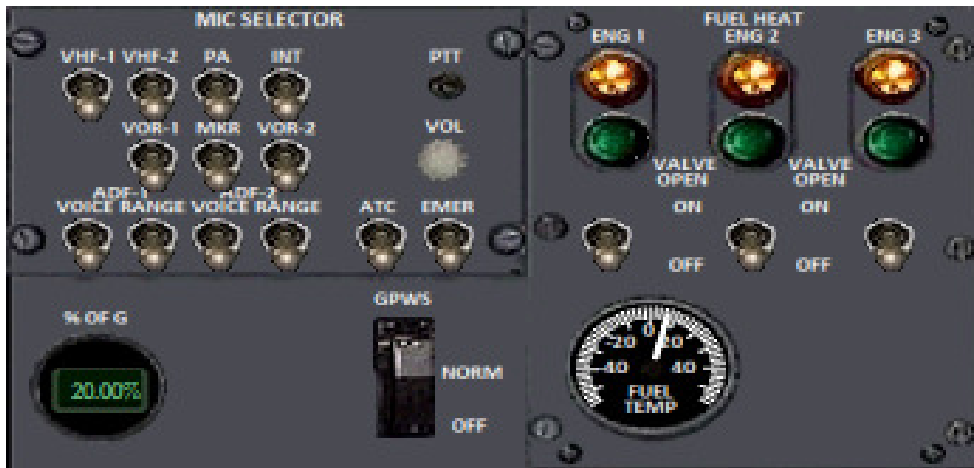 MIC SELECTOR
VHF-1 VHF-2 PA INT PTT
VOR-1 MKR VOR-2 VOL
ADF-1 ADF-2
VOICE RANGE VOICE RANGE ATC EMER
% OF G
20.00%
GPWS
NORM
OFF
FUEL HEAT
ENG 1 ENG 2 ENG 3
VALVE OPEN VALVE OPEN
ON ON
OFF OFF
0
-20 20
40 40
FUEL
TEMP